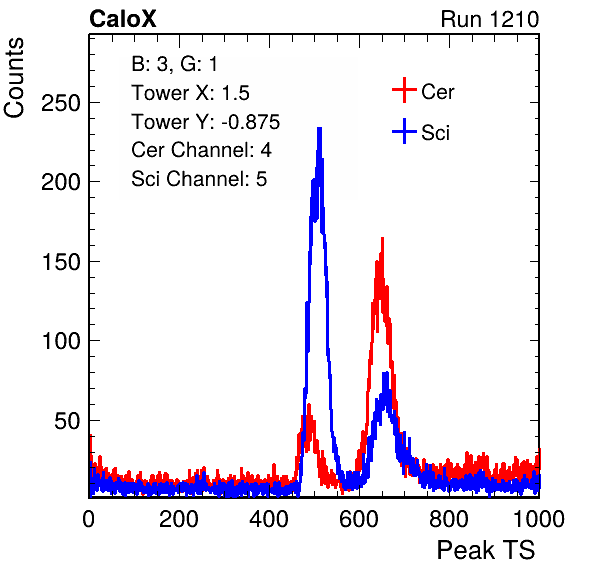 CaloX
Run 1210
Counts
B: 3, G: 1
Tower X: 1.5
Tower Y: -0.875
Cer Channel: 4
Sci Channel: 5
Cer
Sci
250
200
150
100
50
0 200 400 600 800 1000
Peak TS